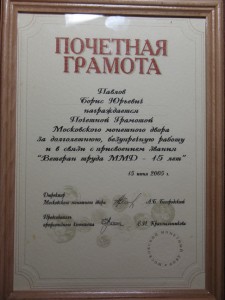 ПОЧЕТНАЯ
ГРАМОТА
Павлов
Борис Юрьевич
награждается
Почетной Грамотой
Московского монетного двора
за долголетнюю, безупречную работу
и в связи с присвоением звания
"Ветеран труда ММД - 15 лет"
15 июня 2005 г.
Директор
Московского монетного двора
Председатель
профсоюзного комитета